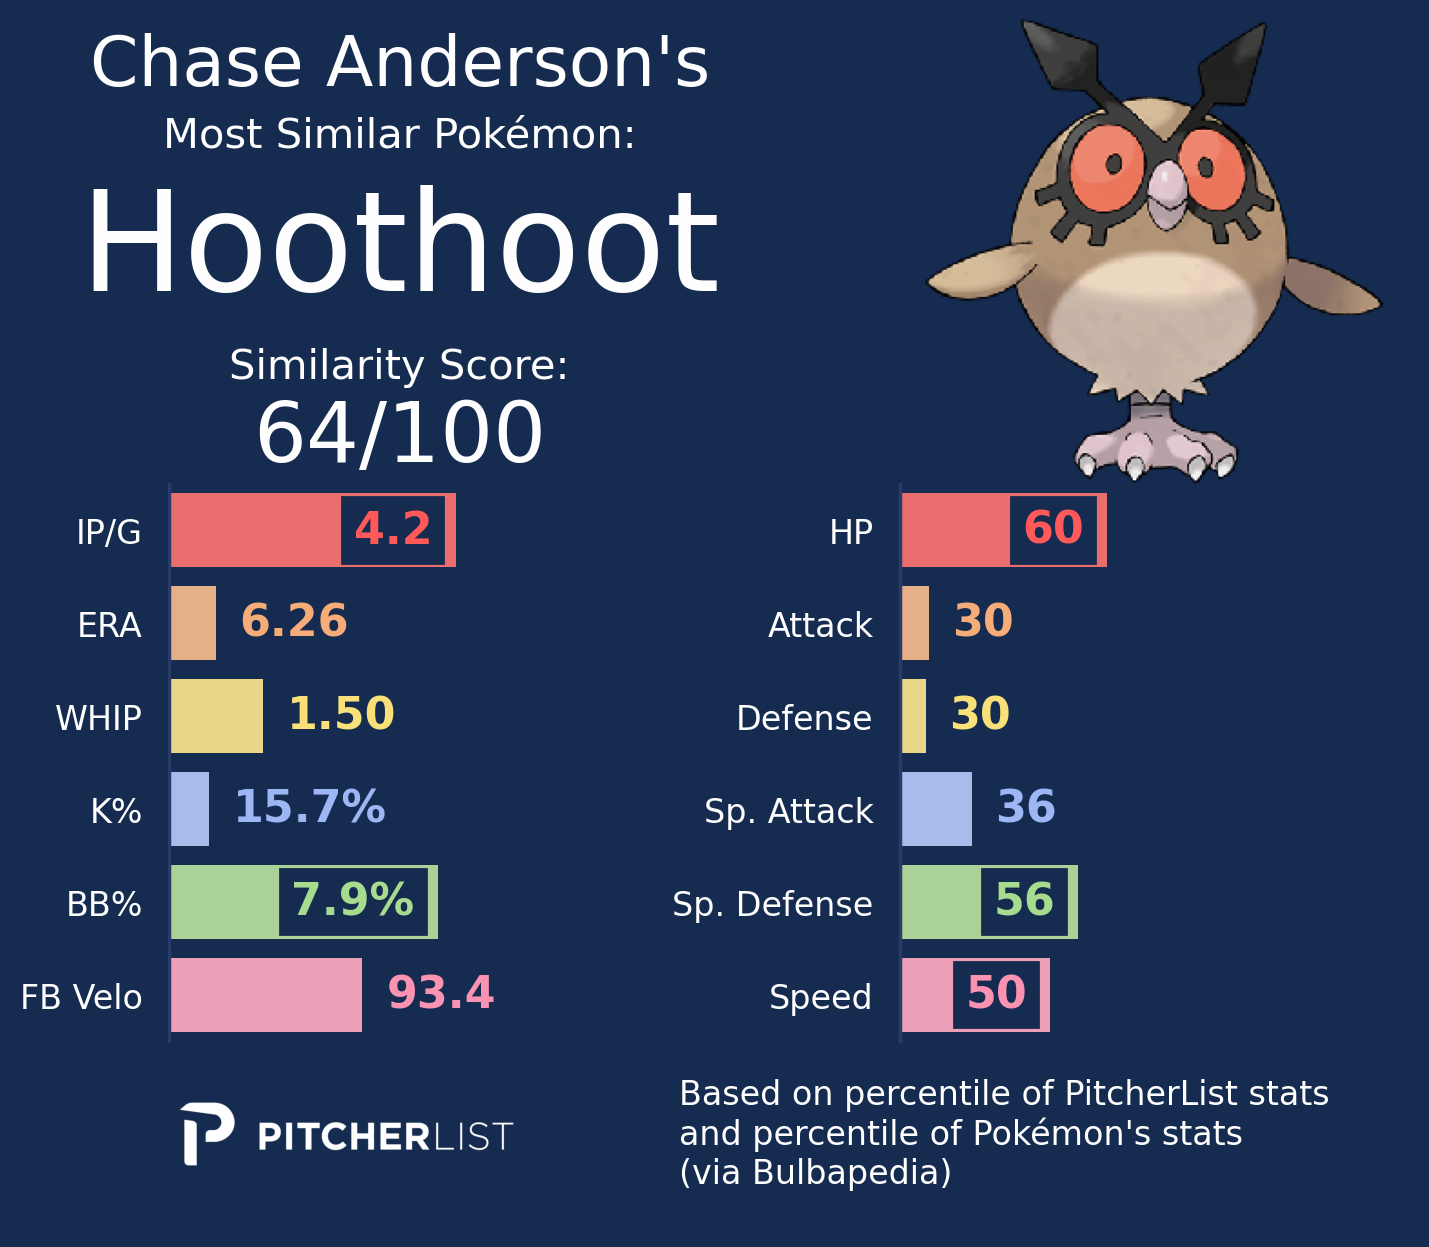 Chase Anderson's
Most Similar Pokémon:
Hoothoot
Similarity Score:
64/100
IP/G 4.2
ERA 6.26
WHIP 1.50
K% 15.7%
BB% 7.9%
FB Velo 93.4
HP 60
Attack 30
Defense 30
Sp. Attack 36
Sp. Defense 56
Speed 50
PITCHERLIST
Based on percentile of PitcherList stats
and percentile of Pokémon's stats
(via Bulbapedia)